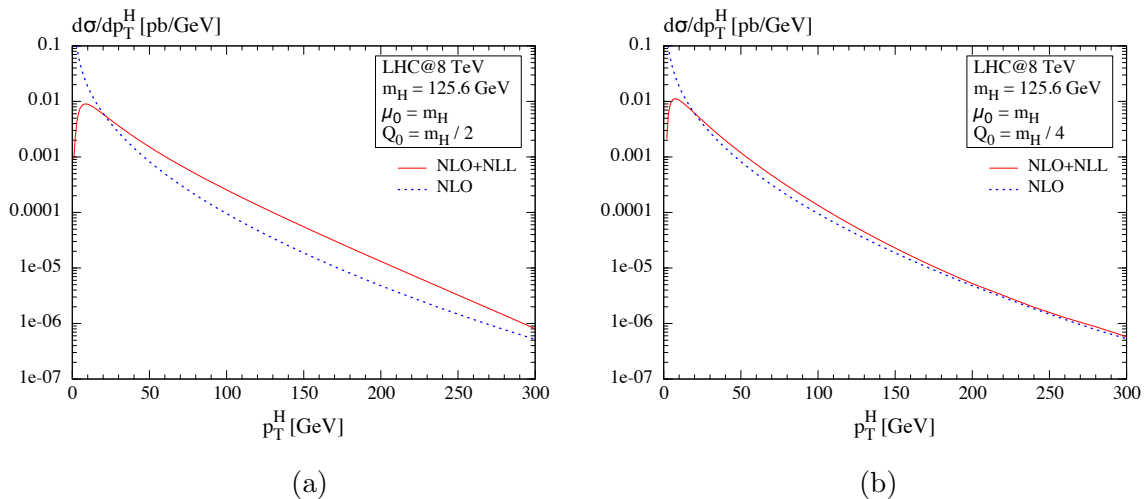 dσ/dp_T^H [pb/GeV]
0.1
0.01
0.001
0.0001
1e-05
1e-06
1e-07
LHC@8 TeV
m_H = 125.6 GeV
μ_0 = m_H
Q_0 = m_H / 2
NLO+NLL
NLO
0 50 100 150 200 250 300
p_T^H [GeV]
(a)
dσ/dp_T^H [pb/GeV]
0.1
0.01
0.001
0.0001
1e-05
1e-06
1e-07
LHC@8 TeV
m_H = 125.6 GeV
μ_0 = m_H
Q_0 = m_H / 4
NLO+NLL
NLO
0 50 100 150 200 250 300
p_T^H [GeV]
(b)